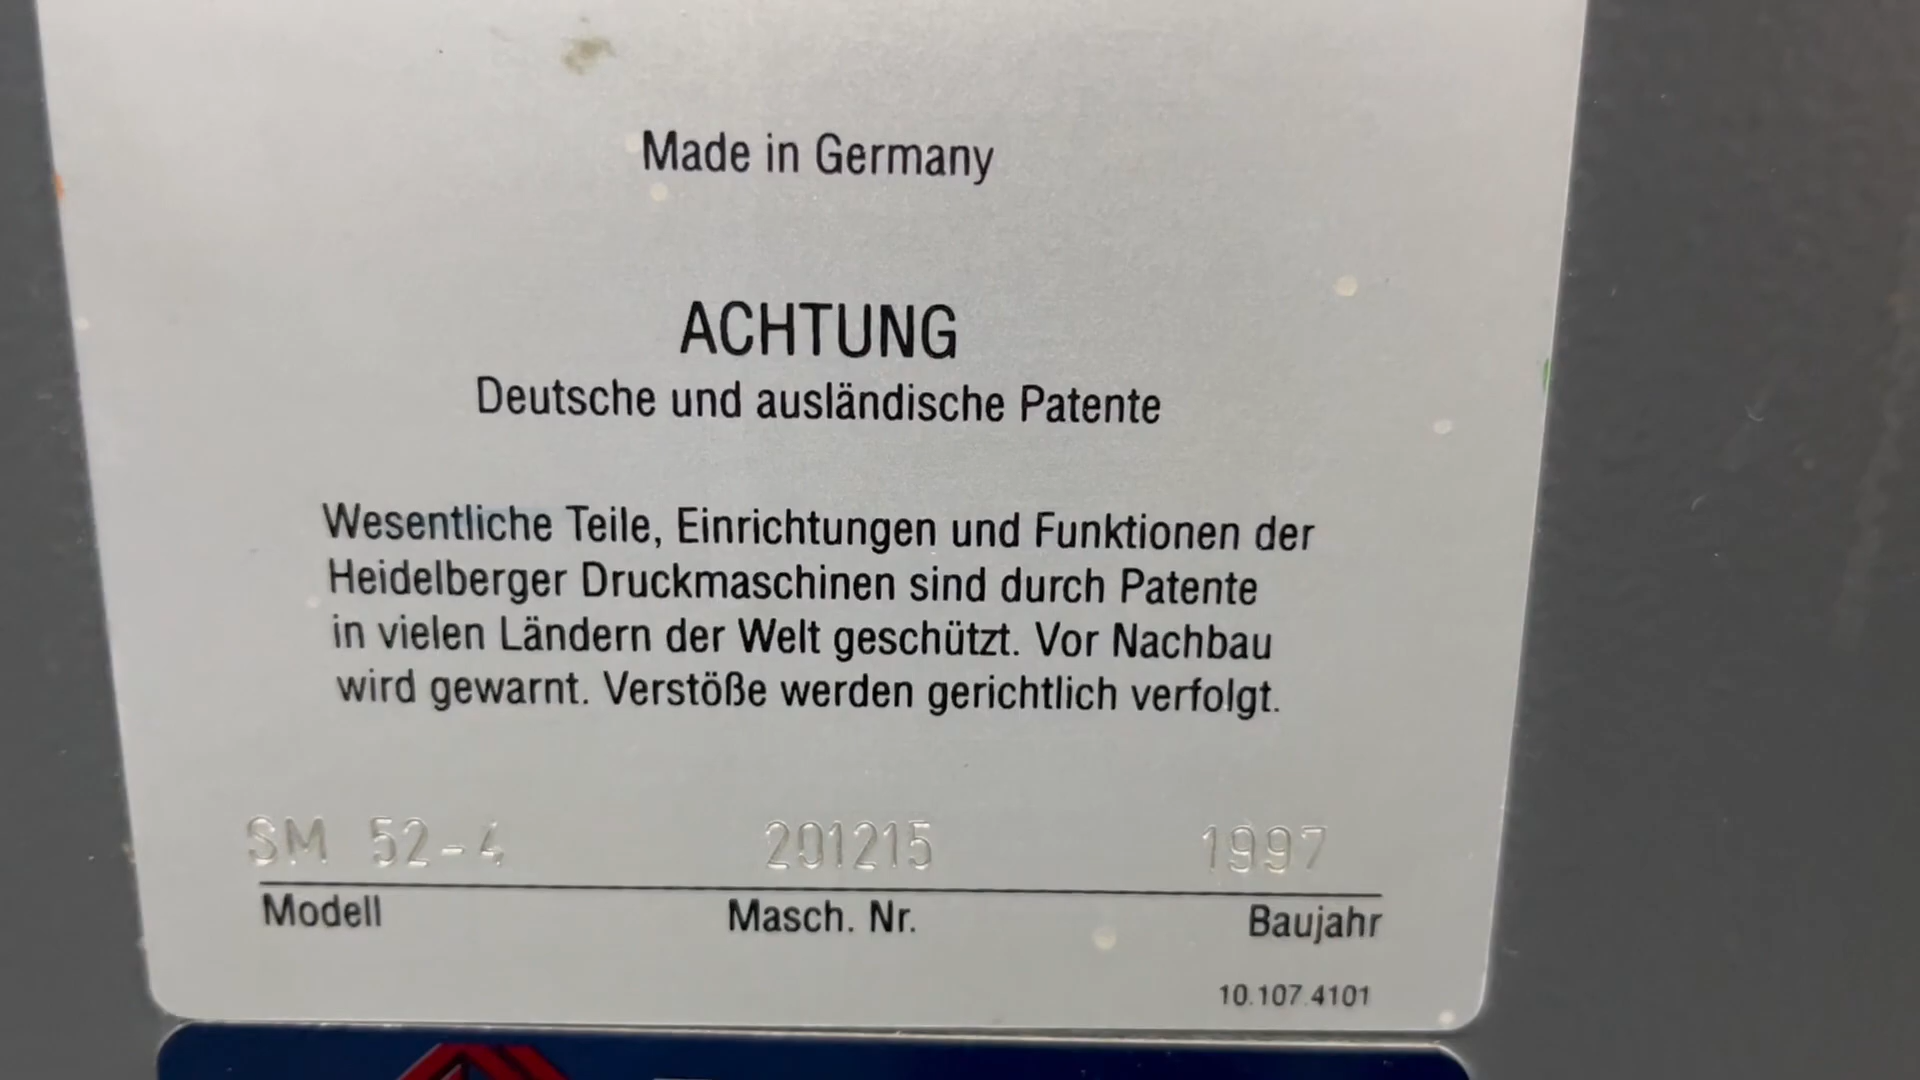 Made in Germany
ACHTUNG
Deutsche und ausländische Patente
Wesentliche Teile, Einrichtungen und Funktionen der
Heidelberger Druckmaschinen sind durch Patente
in vielen Ländern der Welt geschützt. Vor Nachbau
wird gewarnt. Verstöße werden gerichtlich verfolgt.
SM 52-4 201215 1997
Modell Masch. Nr. Baujahr
10.107.4101